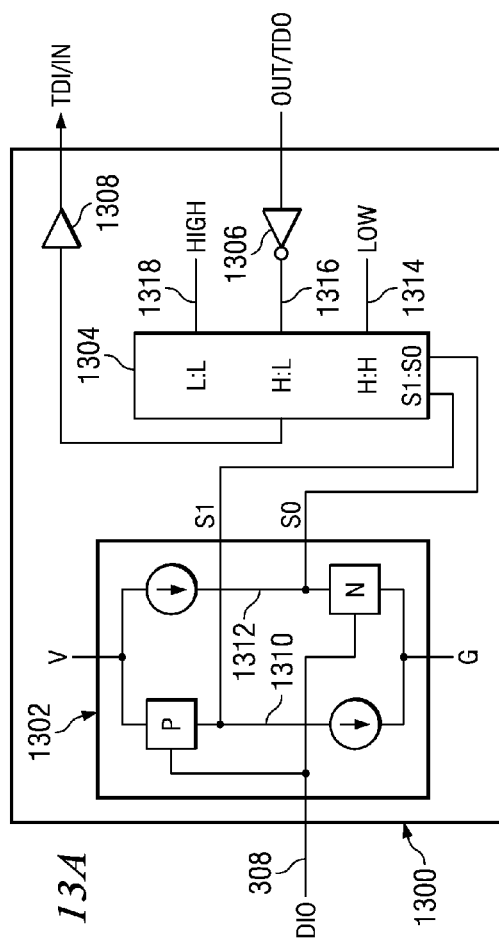 13A
1302
V
P
N
G
1310
1312
S1
S0
DIO
308
1300
1304
L:L
H:L
H:H
S1:S0
1318
HIGH
1316
1306
1314
LOW
1308
TDI/IN
OUT/TDO